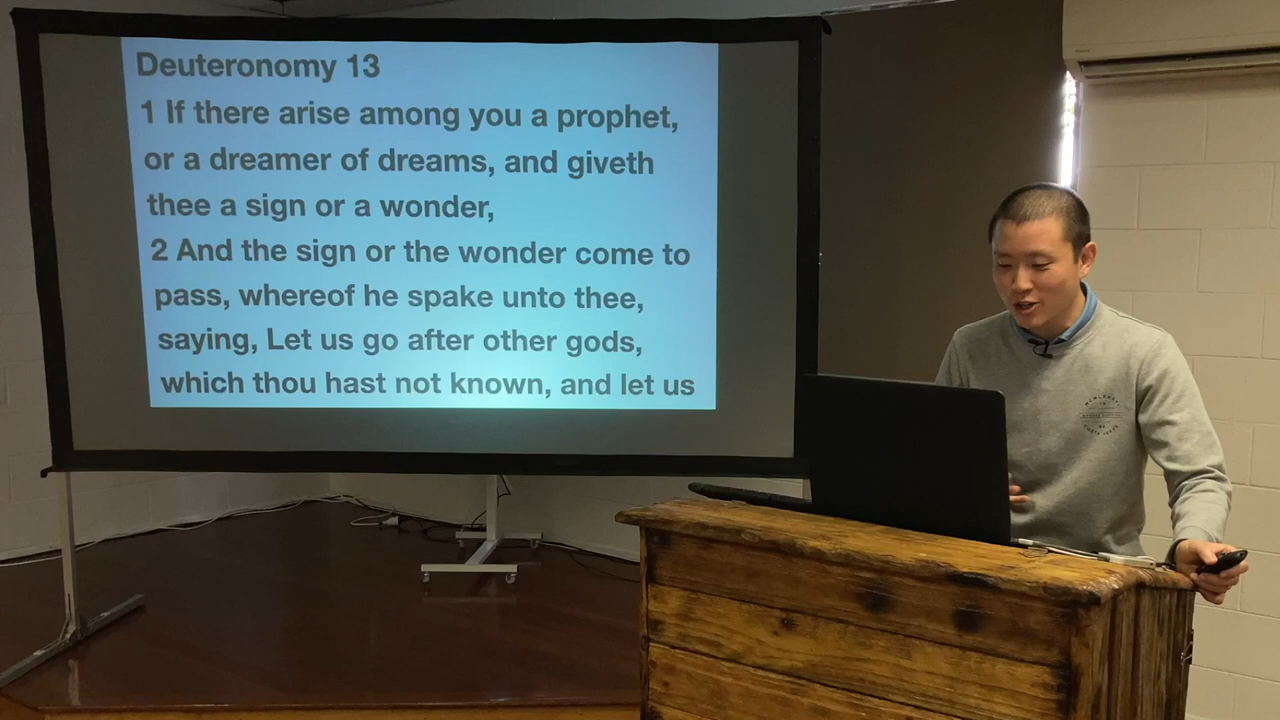 Deuteronomy 13
1 If there arise among you a prophet,
or a dreamer of dreams, and giveth
thee a sign or a wonder,
2 And the sign or the wonder come to
pass, whereof he spake unto thee,
saying, Let us go after other gods,
which thou hast not known, and let us